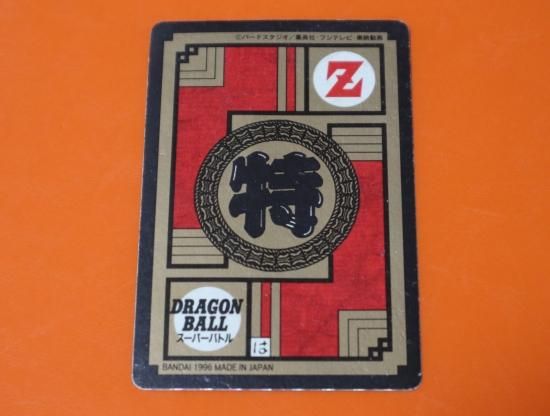 ©バードスタジオ/集英社・フジテレビ・東映動画
Z
特
DRAGON
BALL
スーパーバトル
は
BANDAI 1996 MADE IN JAPAN